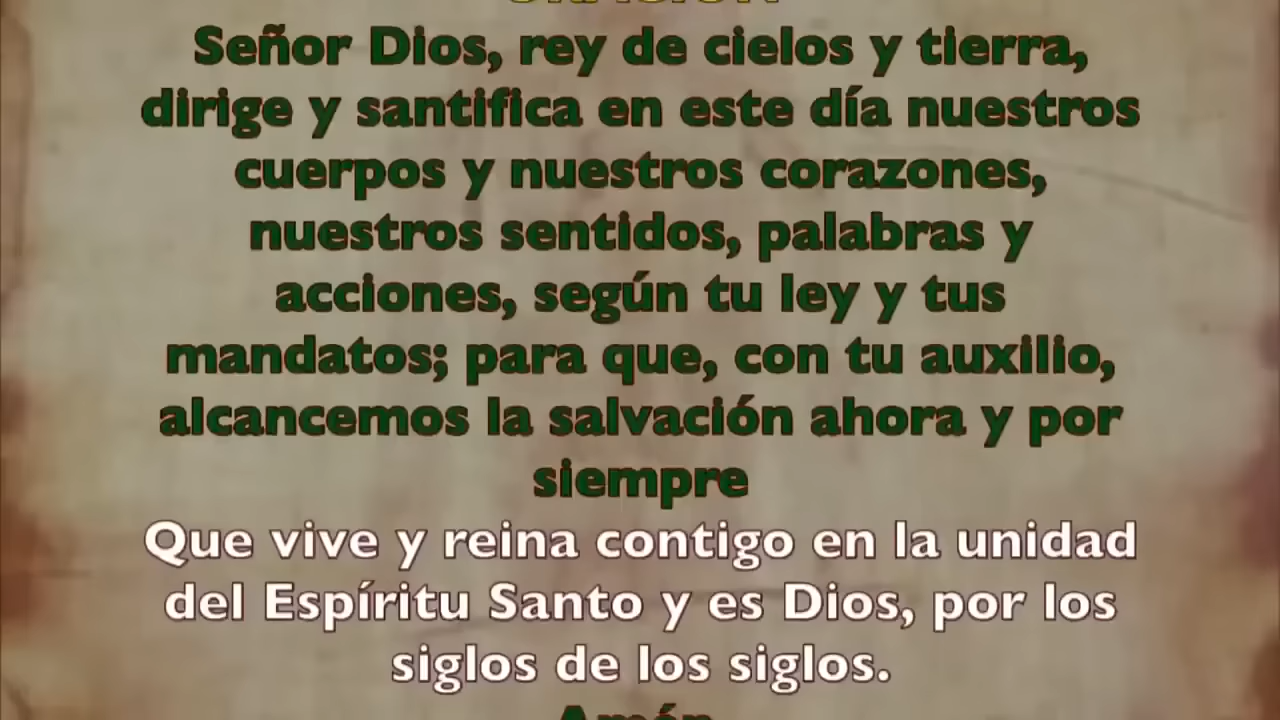 Señor Dios, rey de cielos y tierra,
dirige y santifica en este día nuestros
cuerpos y nuestros corazones,
nuestros sentidos, palabras y
acciones, según tu ley y tus
mandatos; para que, con tu auxilio,
alcancemos la salvación ahora y por
siempre
Que vive y reina contigo en la unidad
del Espíritu Santo y es Dios, por los
siglos de los siglos.
Amén